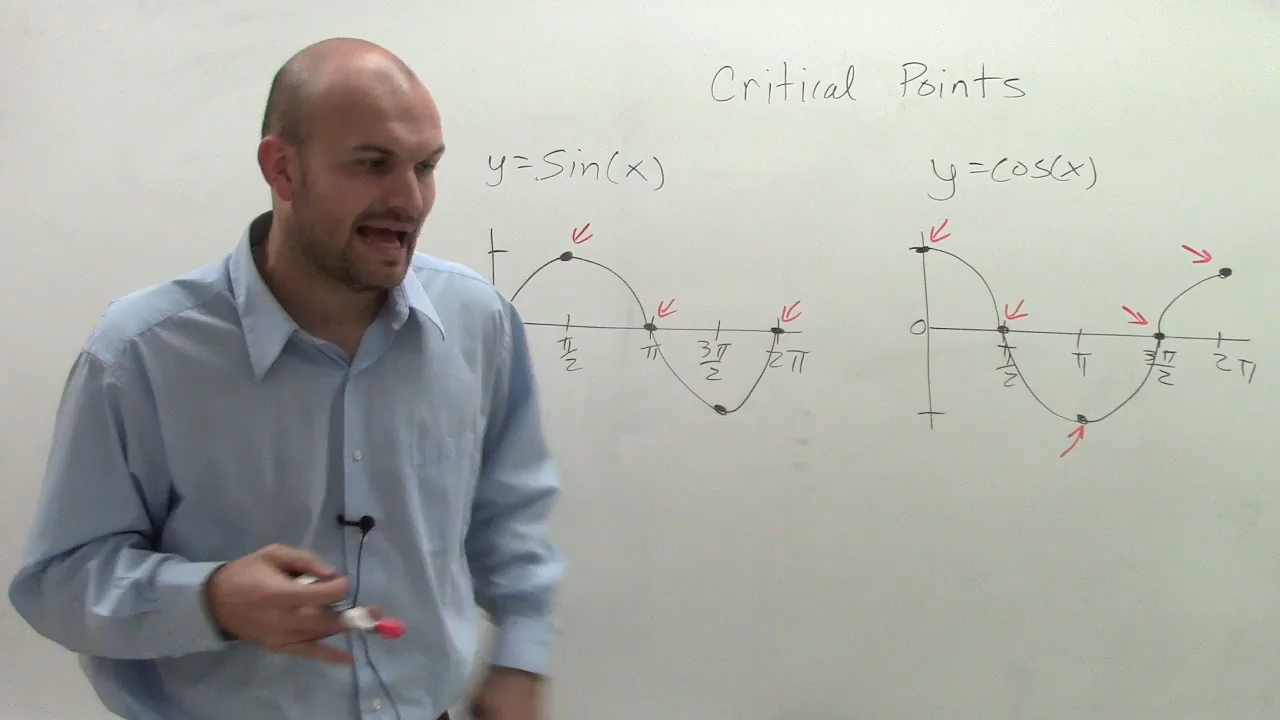 Critical Points
y=Sin(x)
π/2 π 3π/2 2π
y=cos(x)
0 π/2 π 3π/2 2π